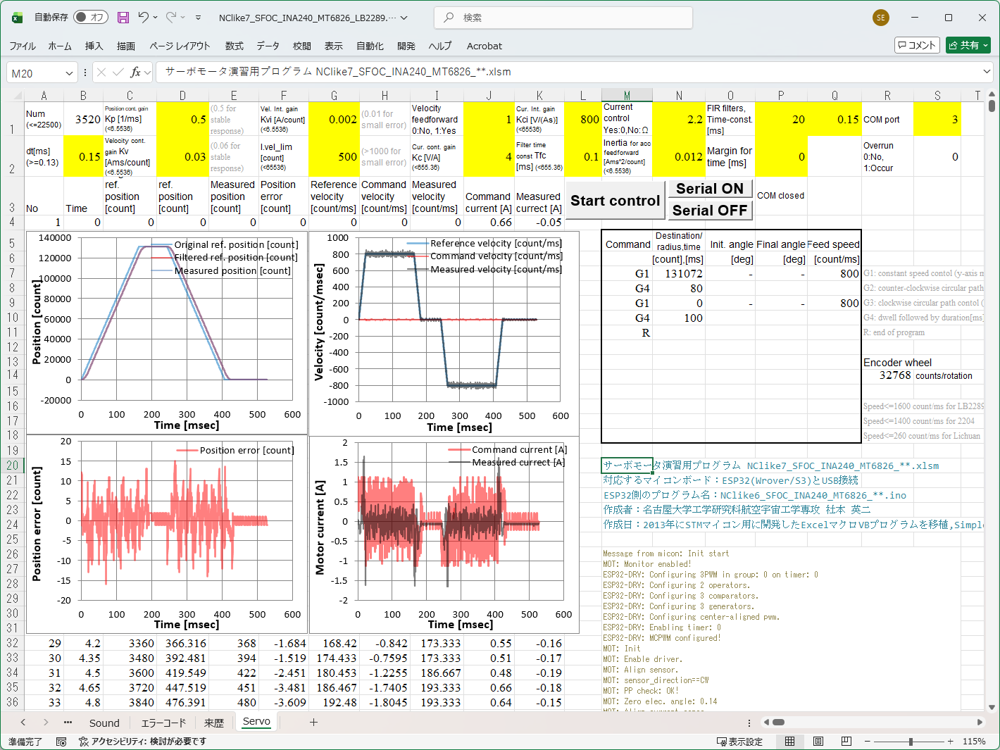 自動保存 オフ NClike7_SFOC_INA240_MT6826_LB2289.… 検索 SE
ファイル ホーム 挿入 描画 ページ レイアウト 数式 データ 校閲 表示 自動化 開発 ヘルプ Acrobat コメント 共有
M20 fx サーボモータ演習用プログラム NClike7_SFOC_INA240_MT6826_**.xlsm
A B C D E F G H I J K L M N O P Q R S T
1 Num (<=22500) 3520 Position cont. gain Kp [1/ms] (<6.5536) 0.5 (0.5 for stable response) Vel. Int. gain Kvi [A/count] (<6.5536) 0.002 (0.01 for small error) Velocity feedforward 0:No, 1:Yes 1 Cur. Int. gain Kci [V/(As)] (<65536) 800 Current control Yes:0,No:Ω 2.2 FIR filters, Time-const. [ms] 20 0.15 COM port 3
2 dt[ms] (>=0.13) 0.15 Velocity cont. gain Kv [Ams/count] (<6.5536) 0.03 (0.06 for stable response) I.vel_lim [count] (<65536) 500 (>1000 for small error) Cur. cont. gain Kc [V/A] (<655.36) 4 Filter time const Tfc [ms] (<655.36) 0.1 Inertia for acc feedforward [Ams^2/count] (<6.5536) 0.012 Margin for time [ms] 0 Overrun 0:No, 1:Occur 0
3 No Time ref. position [count] ref. position [count] Measured position [count] Position error [count] Reference velocity [count/ms] Command velocity [count/ms] Measured velocity [count/ms] Command current [A] Measured currect [A] Start control Serial ON Serial OFF COM closed
4 1 0 0 0 0 0 0 0 0 0.66 -0.05
140000
120000
100000
80000
60000
40000
20000
0
-20000
0 100 200 300 400 500 600
Position [count]
Time [msec]
Original ref. position [count]
Filtered ref. position [count]
Measured position [count]
1000
800
600
400
200
0
-200
-400
-600
-800
-1000
0 100 200 300 400 500 600
Velocity [count/msec]
Time [msec]
Reference velocity [count/ms]
Command velocity [count/ms]
Measured velocity [count/ms]
20
15
10
5
0
-5
-10
-15
-20
0 100 200 300 400 500 600
Position error [count]
Time [msec]
Position error [count]
2
1.5
1
0.5
0
-0.5
-1
-1.5
-2
0 100 200 300 400 500 600
Motor current [A]
Time [msec]
Command current [A]
Measured currect [A]
5 Command Destination/ radius,time Init. angle Final angle Feed speed
6 [count],[ms] [deg] [deg] [count/ms]
7 G1 131072 - - 800 G1: constant speed contol (y-axis m
8 G4 80 G2: counter-clockwise circular path
9 G1 0 - - 800 G3: clockwise circular path contol (
10 G4 100 G4: dwell followed by duration[ms]
11 R R: end of program
12
13 Encoder wheel
14 32768 counts/rotation
15
16 Speed<=1600 count/ms for LB2289
17 Speed<=1400 count/ms for 2204
18 Speed<=260 count/ms for Lichuan
19
20 サーボモータ演習用プログラム NClike7_SFOC_INA240_MT6826_**.xlsm
21 対応するマイコンボード：ESP32(Wrover/S3)とUSB接続
22 ESP32側のプログラム名：NClike6_SFOC_INA240_MT6826_**.ino
23 作成者：名古屋大学工学研究科航空宇宙工学専攻 社本 英二
24 作成日：2013年にSTMマイコン用に開発したExcelマクロVBプログラムを移植,Simple
25
26 Message from micon: Init start
27 MOT: Monitor enabled!
28 ESP32-DRV: Configuring 3PWM in group: 0 on timer: 0
29 ESP32-DRV: Configuring 2 operators.
30 ESP32-DRV: Configuring 3 comparators.
31 ESP32-DRV: Configuring 3 generators.
ESP32-DRV: Configuring center-aligned pwm.
ESP32-DRV: Enabling timer: 0
ESP32-DRV: MCPWM configured!
MOT: Init
MOT: Enable driver.
MOT: Align sensor.
MOT: sensor_direction==CW
MOT: PP check: OK!
MOT: Zero elec. angle: 0.14
MOT: Align current sense.
32 29 4.2 3360 366.316 368 -1.684 168.42 -0.842 173.333 0.55 -0.16
33 30 4.35 3480 392.481 394 -1.519 174.433 -0.7595 173.333 0.51 -0.17
34 31 4.5 3600 419.549 422 -2.451 180.453 -1.2255 186.667 0.48 -0.19
35 32 4.65 3720 447.519 451 -3.481 186.467 -1.7405 193.333 0.66 -0.18
36 33 4.8 3840 476.391 480 -3.609 192.48 -1.8045 193.333 0.64 -0.15
Sound エラーコード 来歴 Servo +
準備完了 アクセシビリティ: 検討が必要です 表示設定 115%